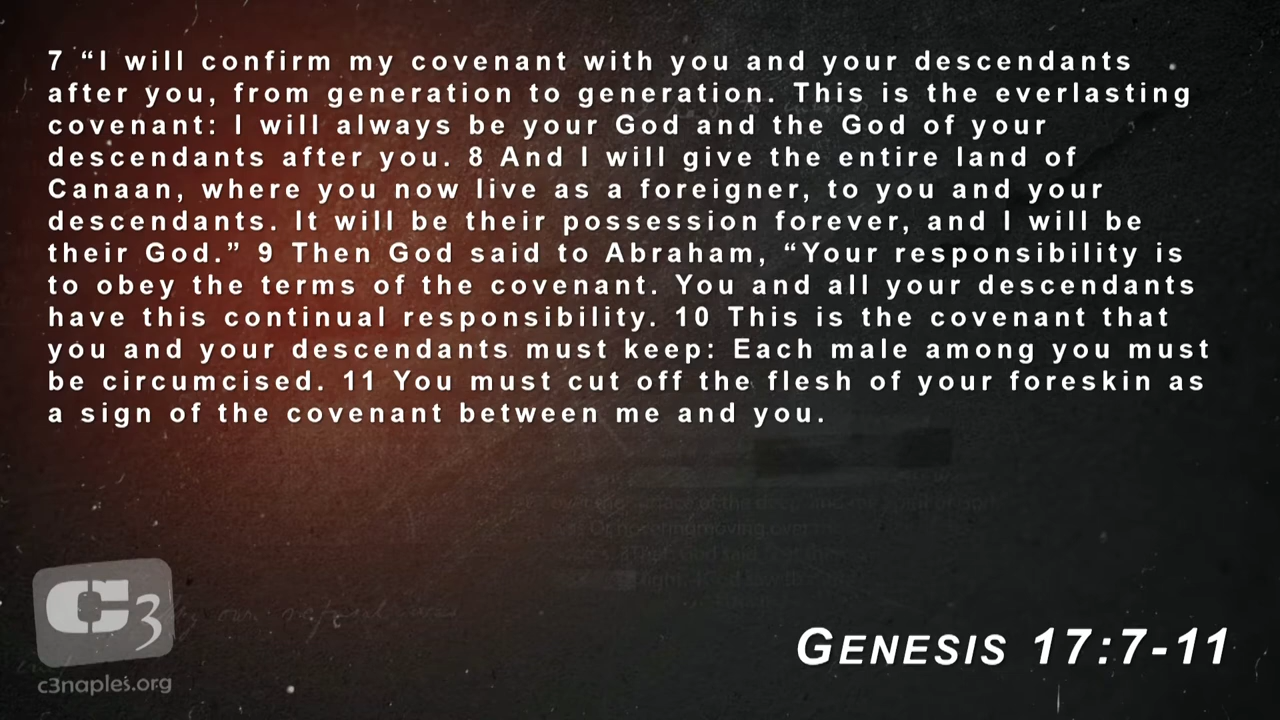 7 “I will confirm my covenant with you and your descendants
after you, from generation to generation. This is the everlasting
covenant: I will always be your God and the God of your
descendants after you. 8 And I will give the entire land of
Canaan, where you now live as a foreigner, to you and your
descendants. It will be their possession forever, and I will be
their God.” 9 Then God said to Abraham, “Your responsibility is
to obey the terms of the covenant. You and all your descendants
have this continual responsibility. 10 This is the covenant that
you and your descendants must keep: Each male among you must
be circumcised. 11 You must cut off the flesh of your foreskin as
a sign of the covenant between me and you.
C3
c3naples.org
GENESIS 17:7-11